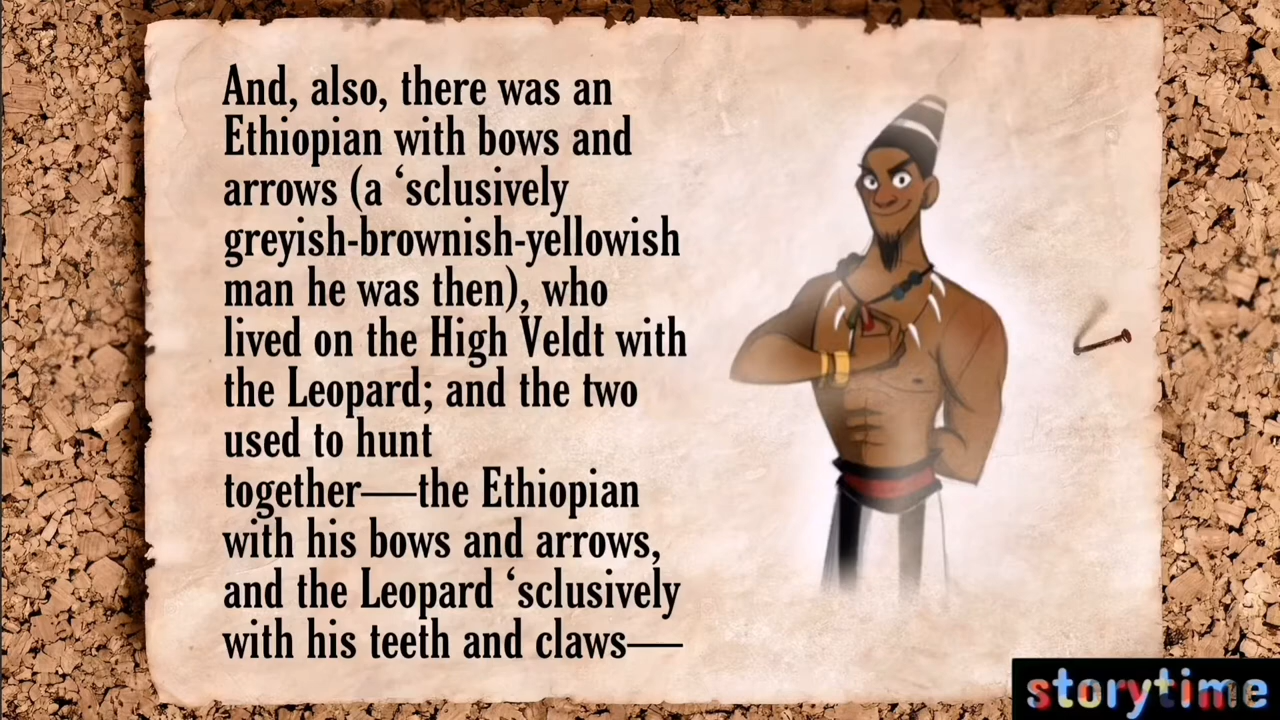 And, also, there was an
Ethiopian with bows and
arrows (a ‘sclusively
greyish-brownish-yellowish
man he was then), who
lived on the High Veldt with
the Leopard; and the two
used to hunt
together—the Ethiopian
with his bows and arrows,
and the Leopard ‘sclusively
with his teeth and claws—
storytime